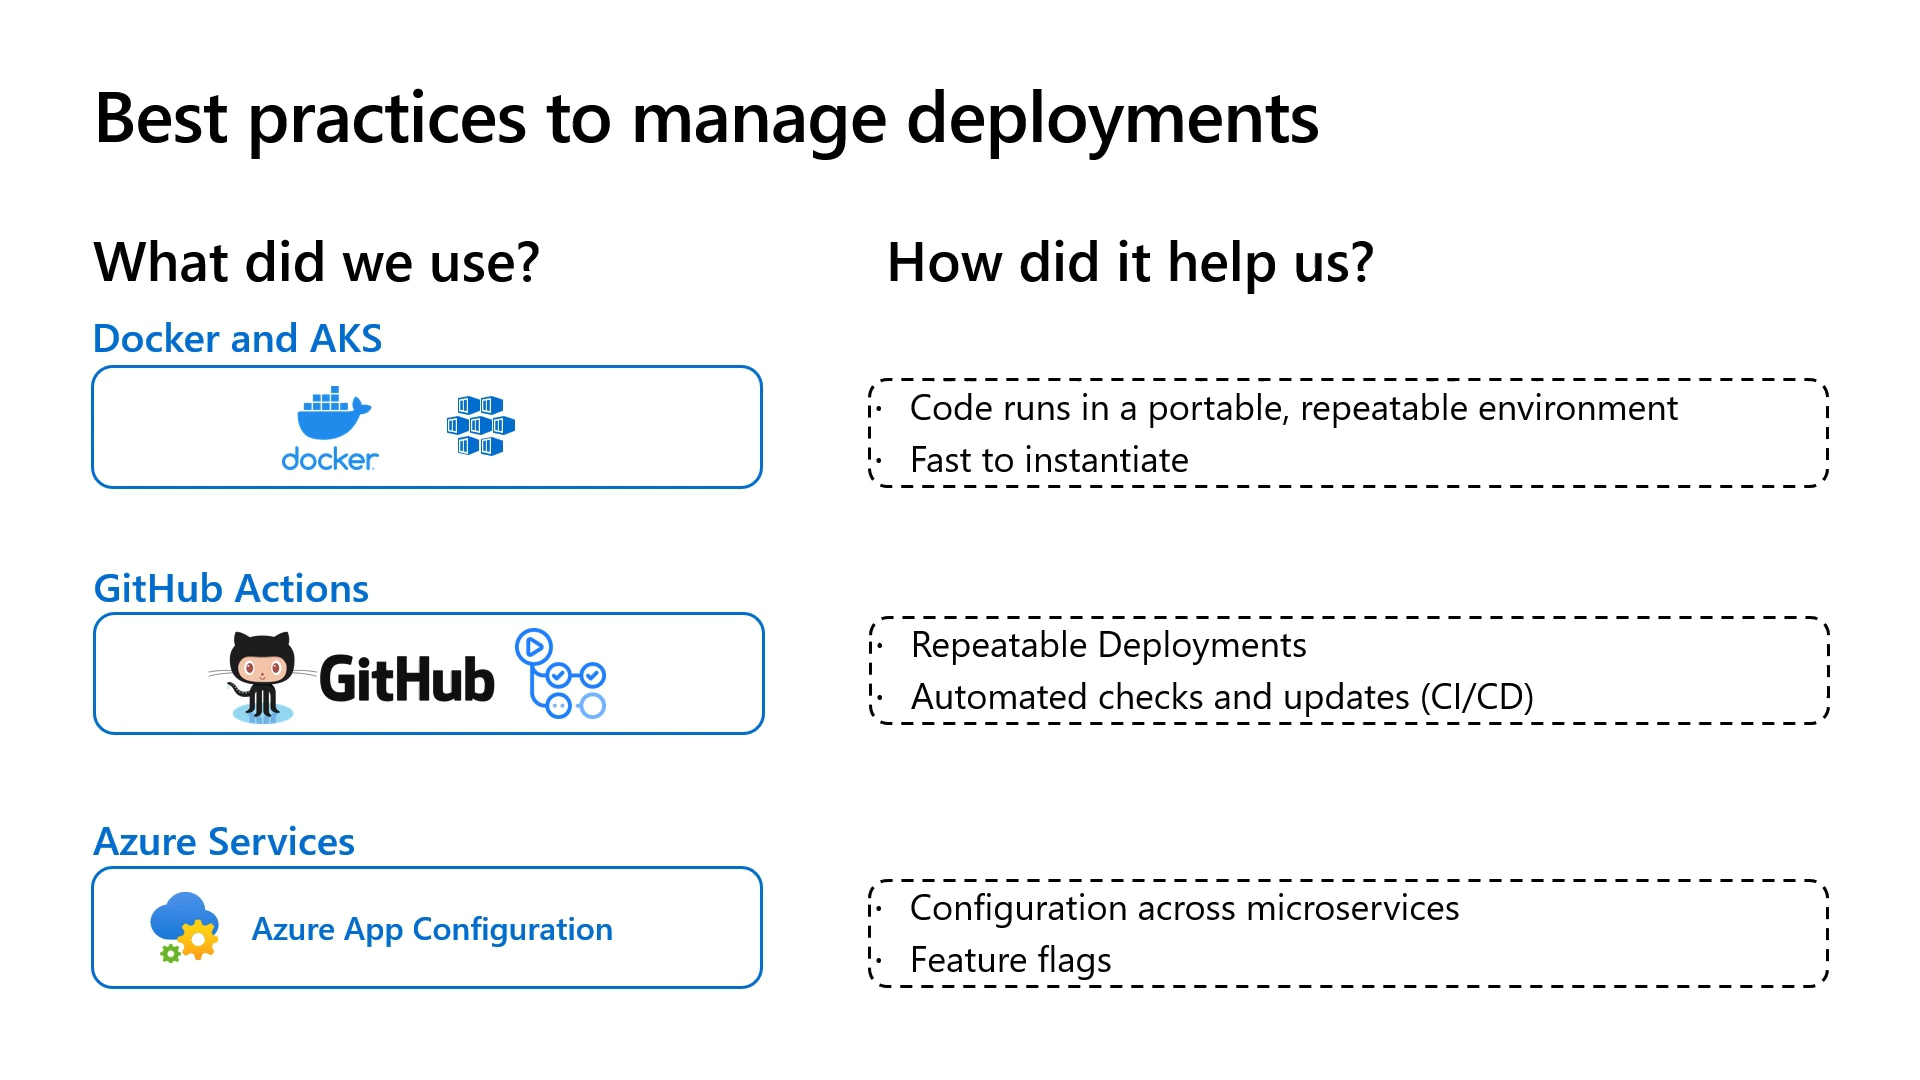 Best practices to manage deployments
What did we use?
How did it help us?
Docker and AKS
docker
• Code runs in a portable, repeatable environment
• Fast to instantiate
GitHub Actions
GitHub
• Repeatable Deployments
• Automated checks and updates (CI/CD)
Azure Services
Azure App Configuration
• Configuration across microservices
• Feature flags